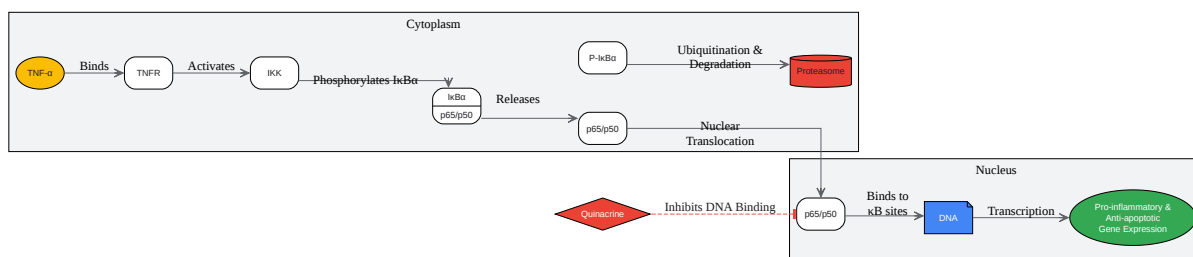 Cytoplasm
TNF-α
Binds
TNFR
Activates
IKK
Phosphorylates IκBα
IκBα
p65/p50
Releases
P-IκBα
Ubiquitination &
Degradation
Proteasome
p65/p50
Nuclear
Translocation
Nucleus
Quinacrine
Inhibits DNA Binding
p65/p50
Binds to
κB sites
DNA
Transcription
Pro-inflammatory &
Anti-apoptotic
Gene Expression